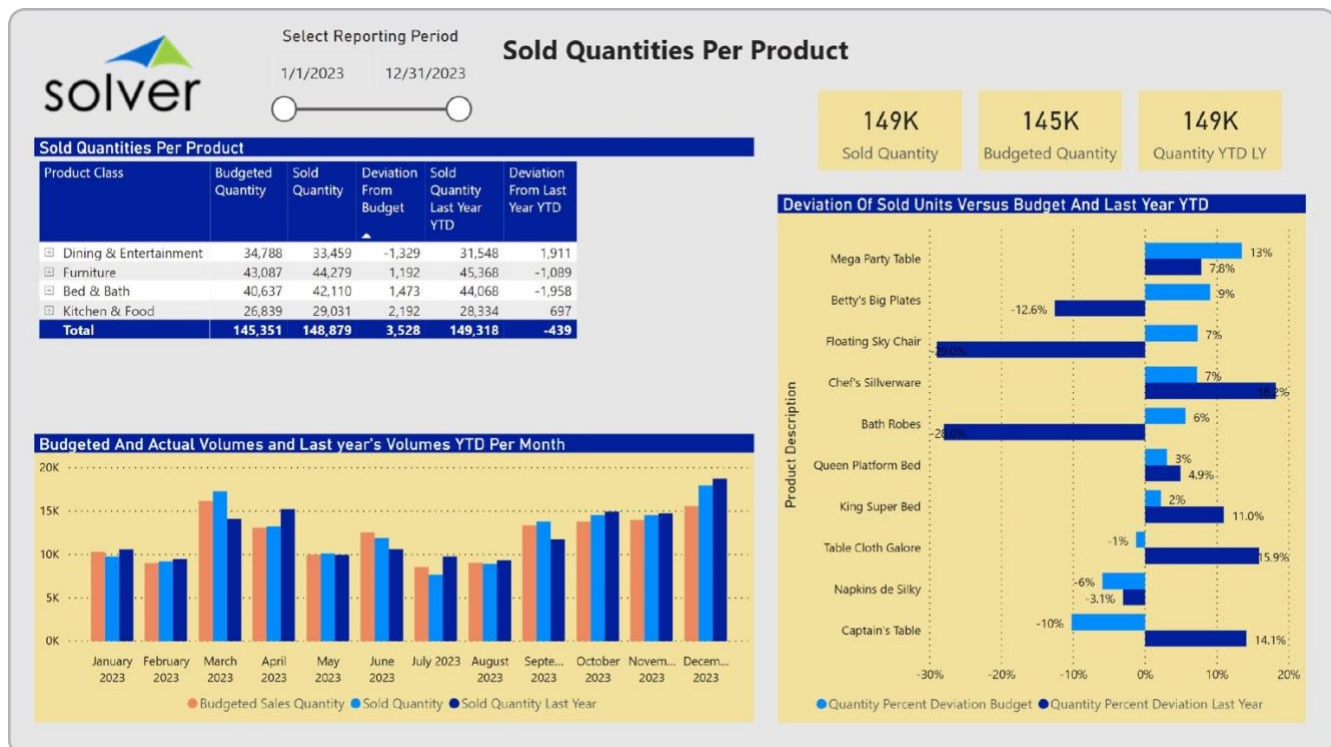 solver
Select Reporting Period
1/1/2023 12/31/2023
Sold Quantities Per Product
149K
Sold Quantity
145K
Budgeted Quantity
149K
Quantity YTD LY
Sold Quantities Per Product
Product Class Budgeted Quantity Sold Quantity Deviation From Budget Sold Quantity Last Year YTD Deviation From Last Year YTD
Dining & Entertainment 34,788 33,459 -1,329 31,548 1,911
Furniture 43,087 44,279 1,192 45,368 -1,089
Bed & Bath 40,637 42,110 1,473 44,068 -1,958
Kitchen & Food 26,839 29,031 2,192 28,334 697
Total 145,351 148,879 3,528 149,318 -439
Budgeted And Actual Volumes and Last year's Volumes YTD Per Month
20K
15K
10K
5K
0K
January 2023 February 2023 March 2023 April 2023 May 2023 June 2023 July 2023 August 2023 Septe... 2023 October 2023 Novem... 2023 Decem... 2023
Budgeted Sales Quantity Sold Quantity Sold Quantity Last Year
Deviation Of Sold Units Versus Budget And Last Year YTD
Product Description
Mega Party Table 13%
7.8%
Betty's Big Plates 9%
-12.6%
Floating Sky Chair 7%
-29.0%
Chef's Sillverware 7%
18.2%
Bath Robes 6%
-28.0%
Queen Platform Bed 3%
4.9%
King Super Bed 2%
11.0%
Table Cloth Galore -1%
15.9%
Napkins de Silky -6%
-3.1%
Captain's Table -10%
14.1%
-30% -20% -10% 0% 10% 20%
Quantity Percent Deviation Budget Quantity Percent Deviation Last Year